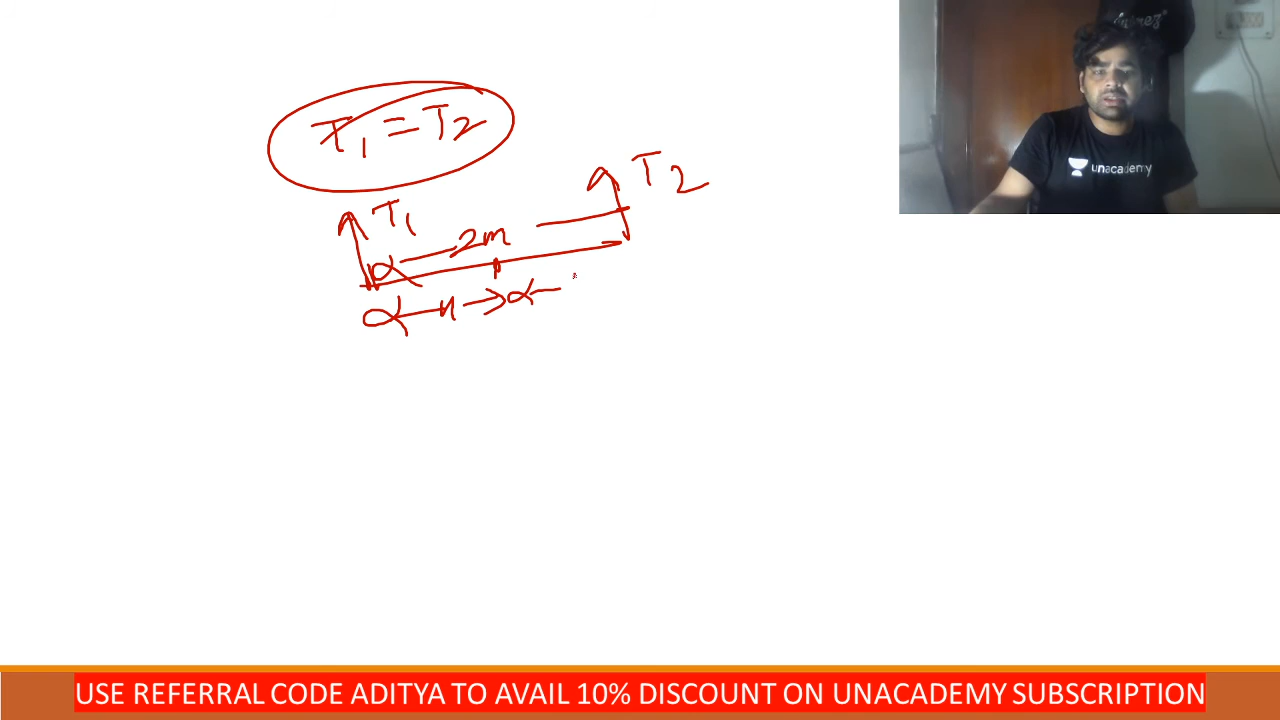 T1 = T2
T2
T1
2m
x
unacademy
USE REFERRAL CODE ADITYA TO AVAIL 10% DISCOUNT ON UNACADEMY SUBSCRIPTION